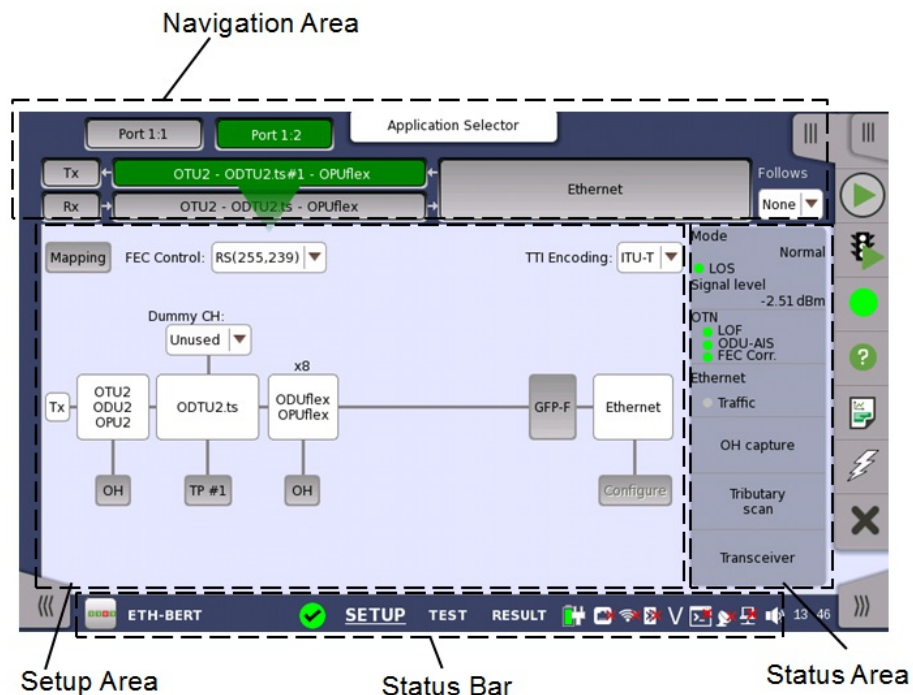 Navigation Area
Application Selector
Port 1:1
Port 1:2
Tx
OTU2 - ODTU2.ts#1 - OPUflex
Ethernet
Follows
Rx
OTU2 - ODTU2.ts - OPUflex
None
Mapping
FEC Control:
RS(255,239)
TTI Encoding:
ITU-T
Mode
Normal
LOS
Signal level
-2.51 dBm
OTN
LOF
ODU-AIS
FEC Corr.
Ethernet
Traffic
OH capture
Tributary
scan
Transceiver
Dummy CH:
Unused
x8
Tx
OTU2
ODU2
OPU2
ODTU2.ts
ODUflex
OPUflex
GFP-F
Ethernet
OH
TP #1
OH
Configure
ETH-BERT
SETUP
TEST
RESULT
V
13 46
Setup Area
Status Bar
Status Area